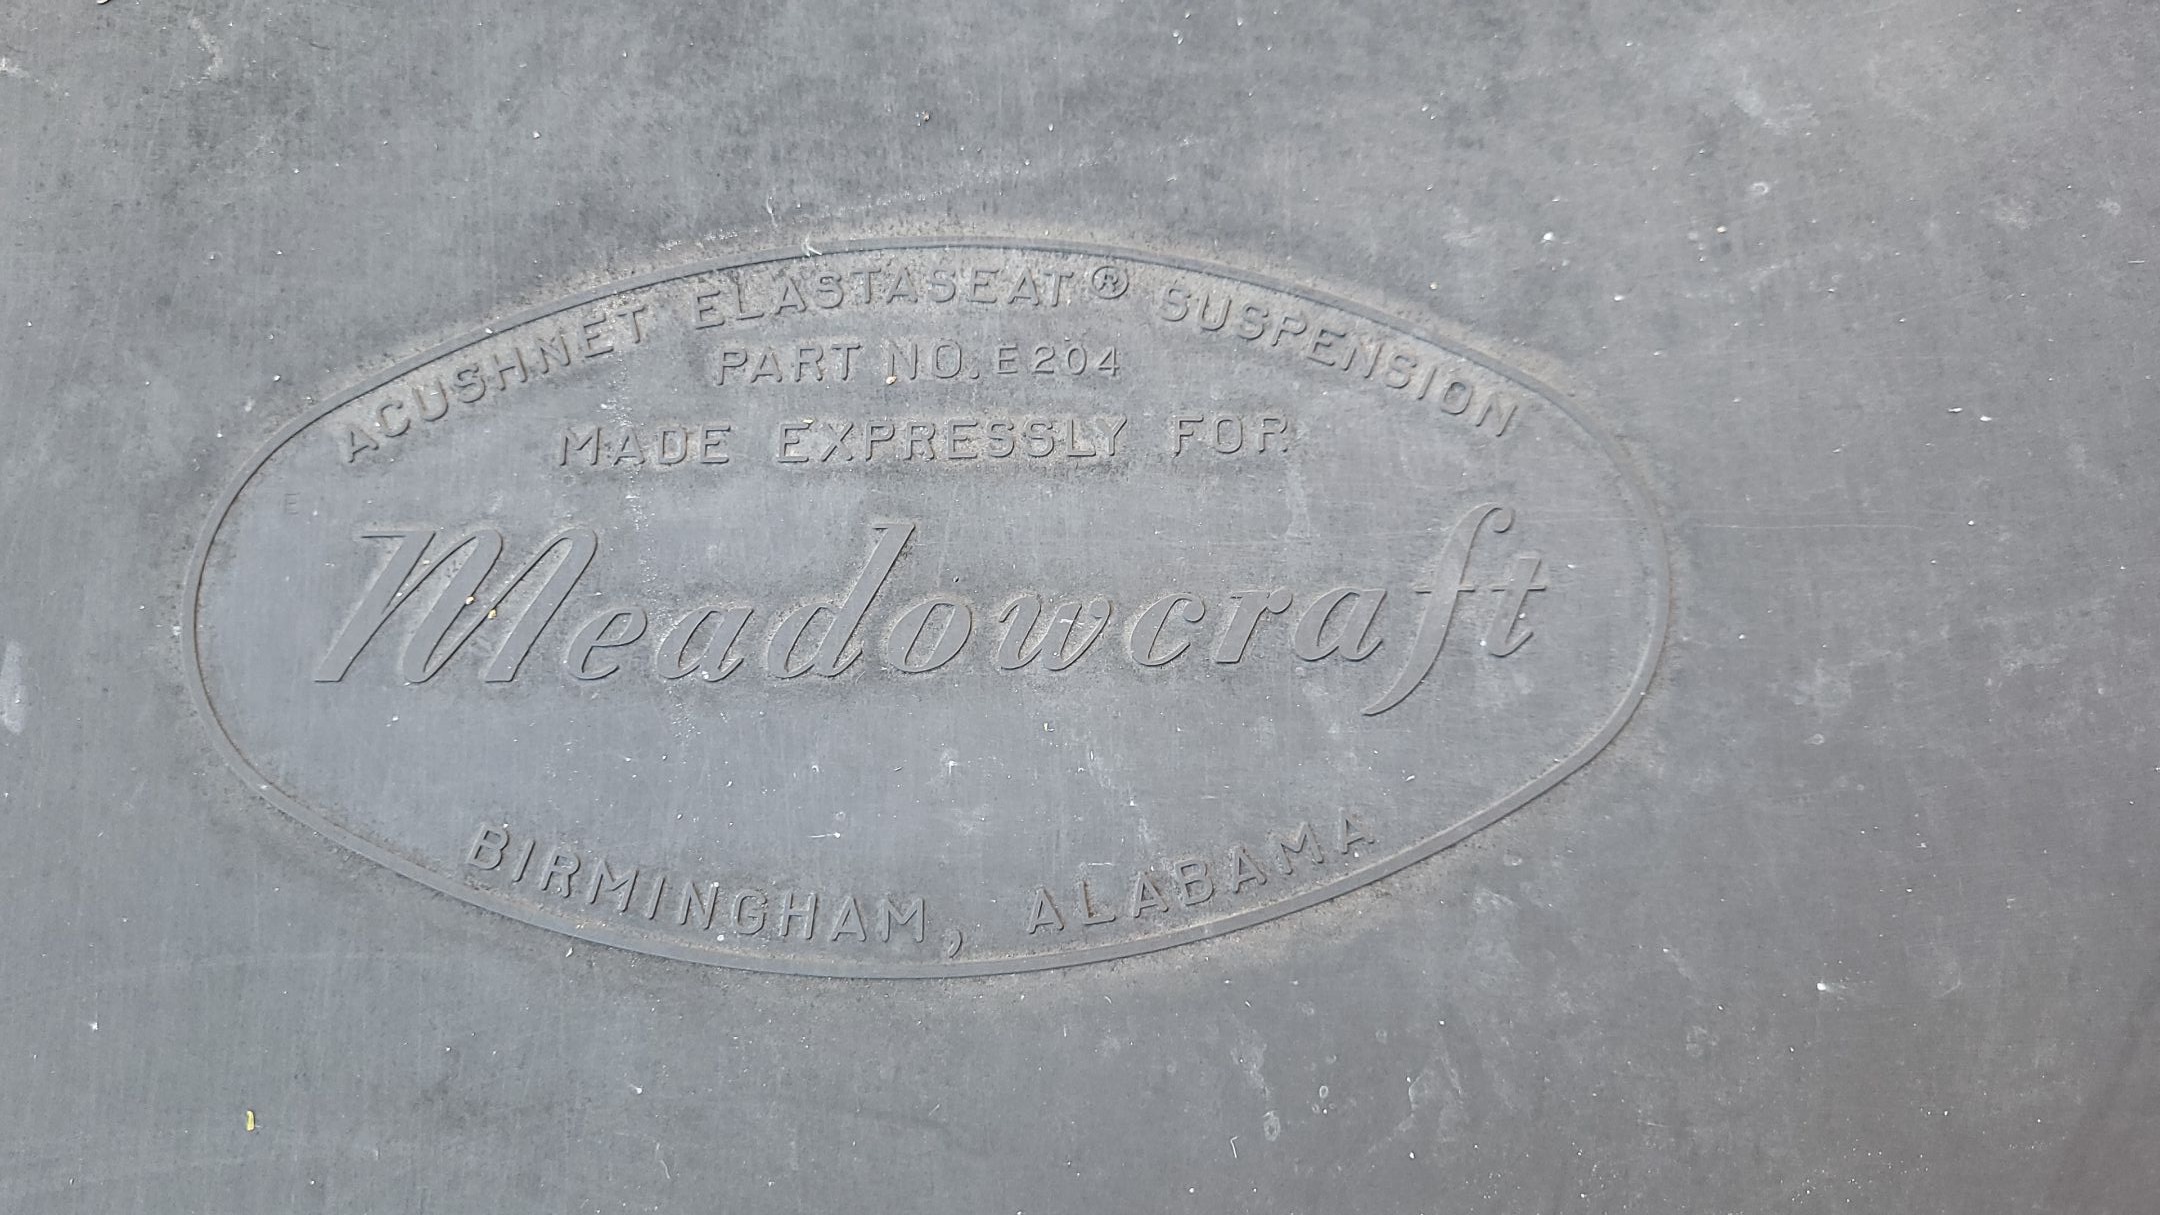 ACUSHNET ELASTASEAT® SUSPENSION
PART NO. E204
MADE EXPRESSLY FOR
E
Meadowcraft
BIRMINGHAM, ALABAMA